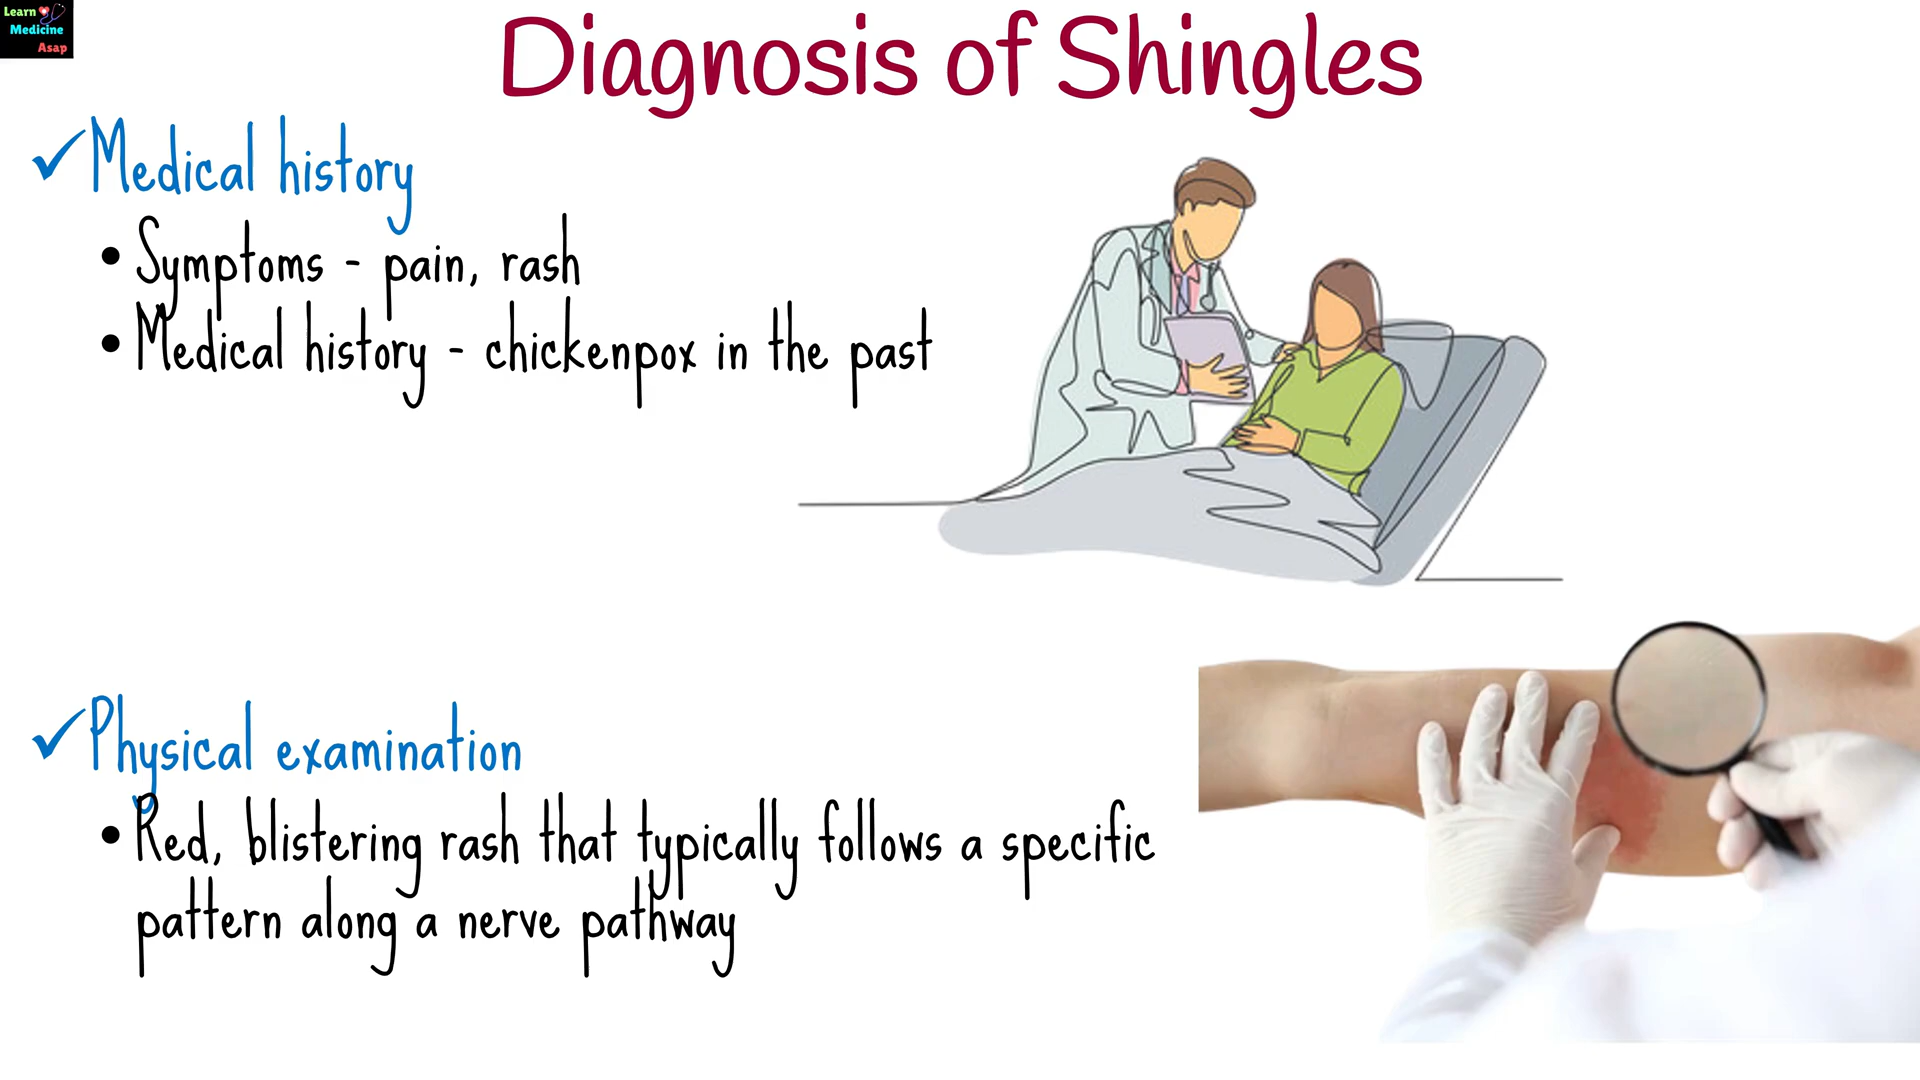 Learn
Medicine
Asap
Diagnosis of Shingles
Medical history
• Symptoms - pain, rash
• Medical history - chickenpox in the past
Physical examination
• Red, blistering rash that typically follows a specific
pattern along a nerve pathway